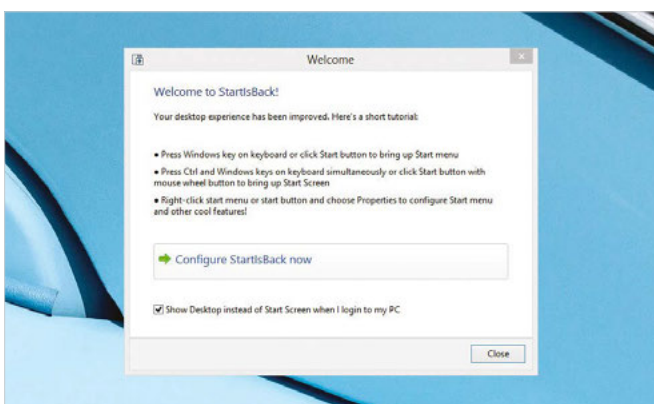 Welcome
Welcome to StartIsBack!
Your desktop experience has been improved. Here's a short tutorial:
• Press Windows key on keyboard or click Start button to bring up Start menu
• Press Ctrl and Windows keys on keyboard simultaneously or click Start button with
mouse wheel button to bring up Start Screen
• Right-click start menu or start button and choose Properties to configure Start menu
and other cool features!
Configure StartIsBack now
Show Desktop instead of Start Screen when I login to my PC
Close